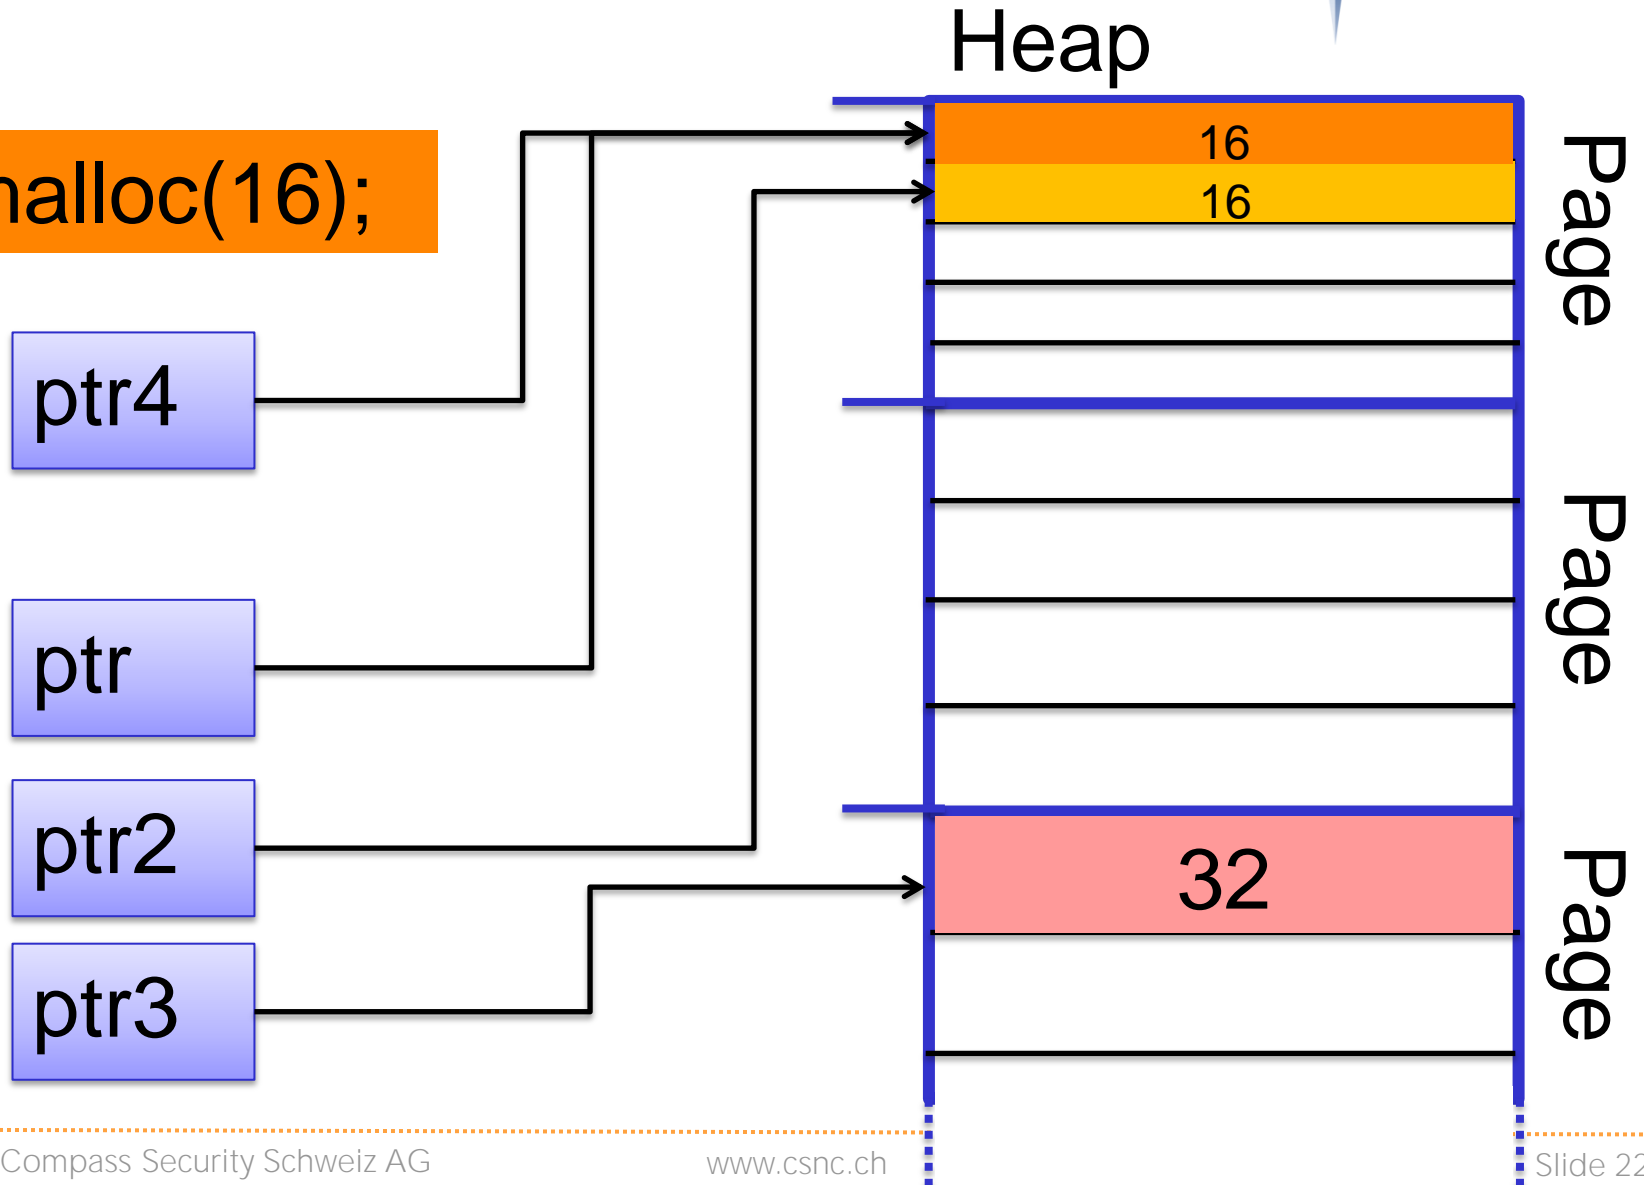 Heap
malloc(16);
16
16
ptr4
ptr
ptr2
ptr3
32
Page
Page
Page
Compass Security Schweiz AG
www.csnc.ch
Slide 22